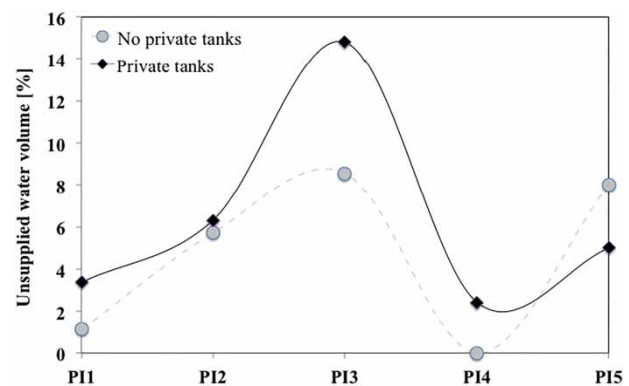 16
14
12
10
8
6
4
2
0
Unsupplied water volume [%]
No private tanks
Private tanks
PI1 PI2 PI3 PI4 PI5